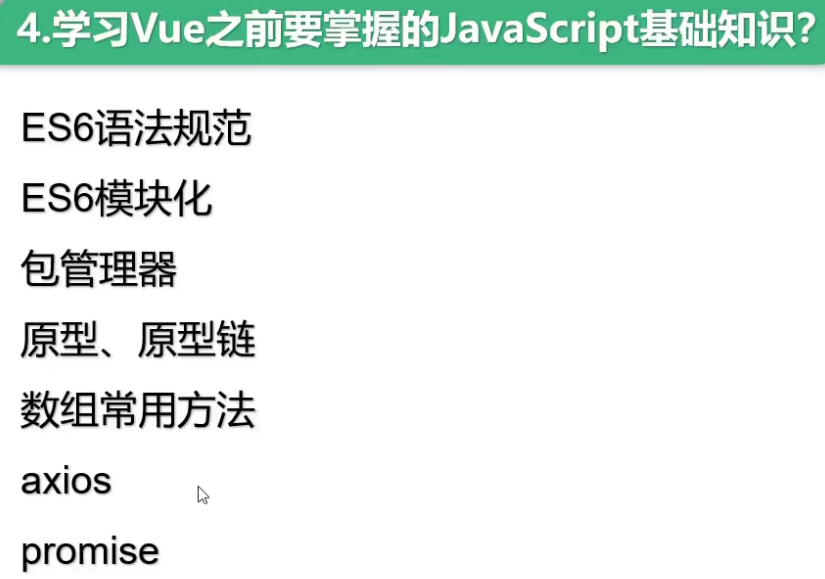 4.学习Vue之前要掌握的JavaScript基础知识?
ES6语法规范
ES6模块化
包管理器
原型、原型链
数组常用方法
axios
promise